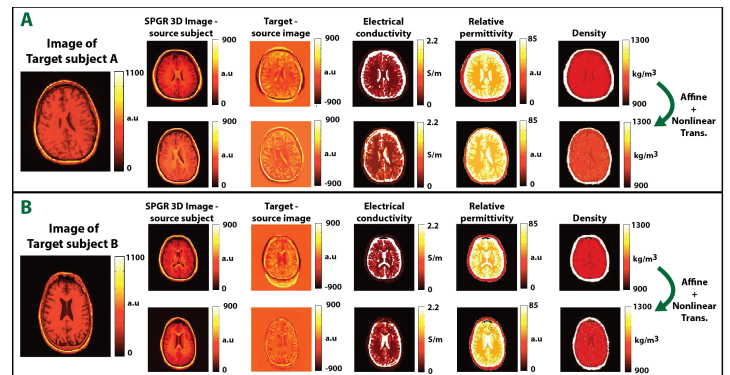 A
Image of
Target subject A
1100
a.u
0
SPGR 3D Image -
source subject
900
a.u
0
Target -
source image
900
a.u
-900
Electrical
conductivity
2.2
S/m
0
Relative
permittivity
85
a.u
0
Density
1300
kg/m3
900
900
a.u
0
900
a.u
-900
2.2
S/m
0
85
a.u
0
1300
kg/m3
900
Affine
+
Nonlinear
Trans.
B
Image of
Target subject B
1100
a.u
0
SPGR 3D Image -
source subject
900
a.u
0
Target -
source image
900
a.u
-900
Electrical
conductivity
2.2
S/m
0
Relative
permittivity
85
a.u
0
Density
1300
kg/m3
900
900
a.u
0
900
a.u
-900
2.2
S/m
0
85
a.u
0
1300
kg/m3
900
Affine
+
Nonlinear
Trans.